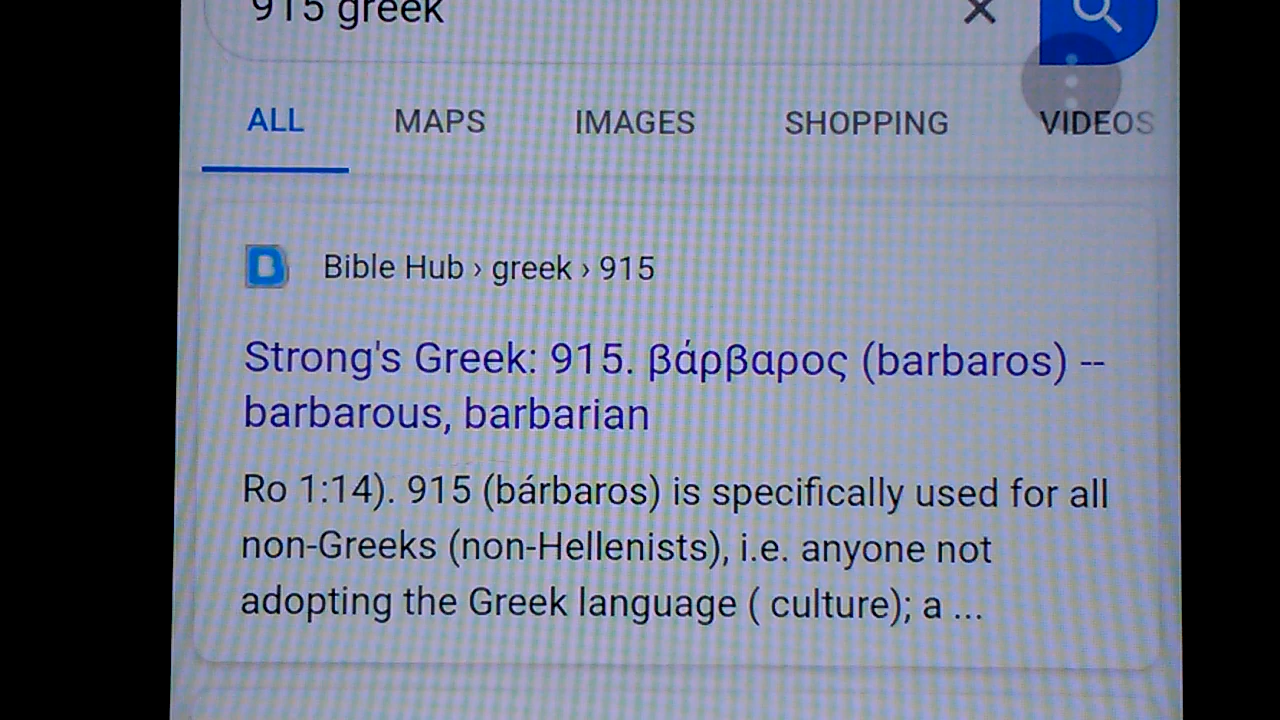 915 greek
ALL MAPS IMAGES SHOPPING VIDEOS
Bible Hub › greek › 915
Strong's Greek: 915. βάρβαρος (barbaros) --
barbarous, barbarian
Ro 1:14). 915 (bárbaros) is specifically used for all
non-Greeks (non-Hellenists), i.e. anyone not
adopting the Greek language ( culture); a ...